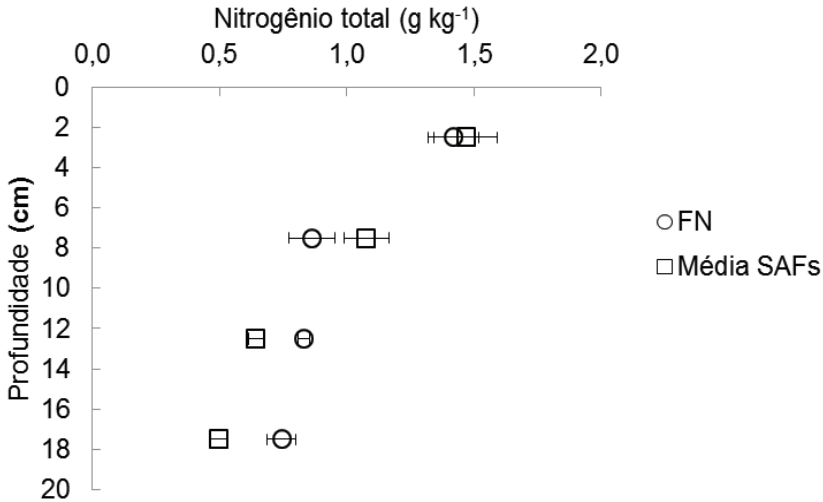 Nitrogênio total (g kg⁻¹)
0,0 0,5 1,0 1,5 2,0
0
2
4
6
8
10
12
14
16
18
20
Profundidade (cm)
FN
Média SAFs